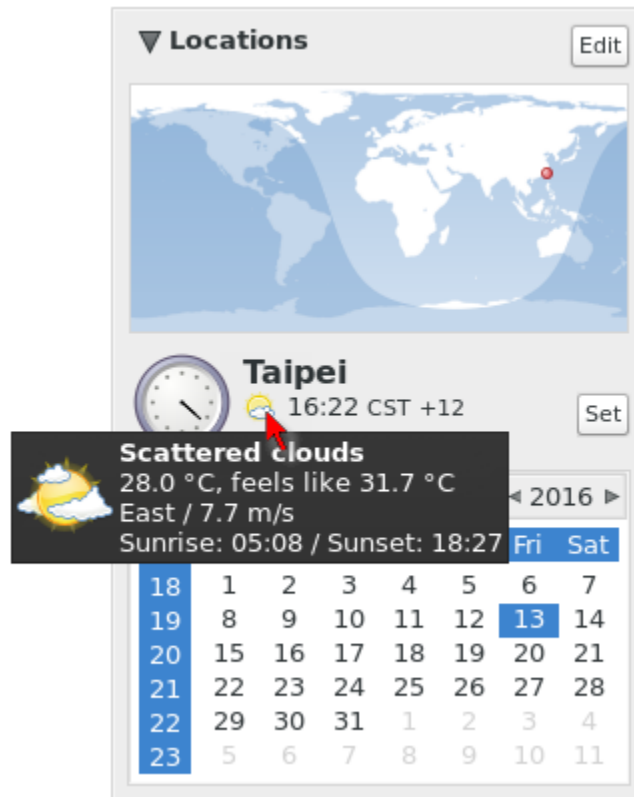 Locations
Edit
Taipei
16:22 CST +12
Set
Scattered clouds
28.0 °C, feels like 31.7 °C
East / 7.7 m/s
Sunrise: 05:08 / Sunset: 18:27
2016
Fri Sat
18 1 2 3 4 5 6 7
19 8 9 10 11 12 13 14
20 15 16 17 18 19 20 21
21 22 23 24 25 26 27 28
22 29 30 31 1 2 3 4
23 5 6 7 8 9 10 11